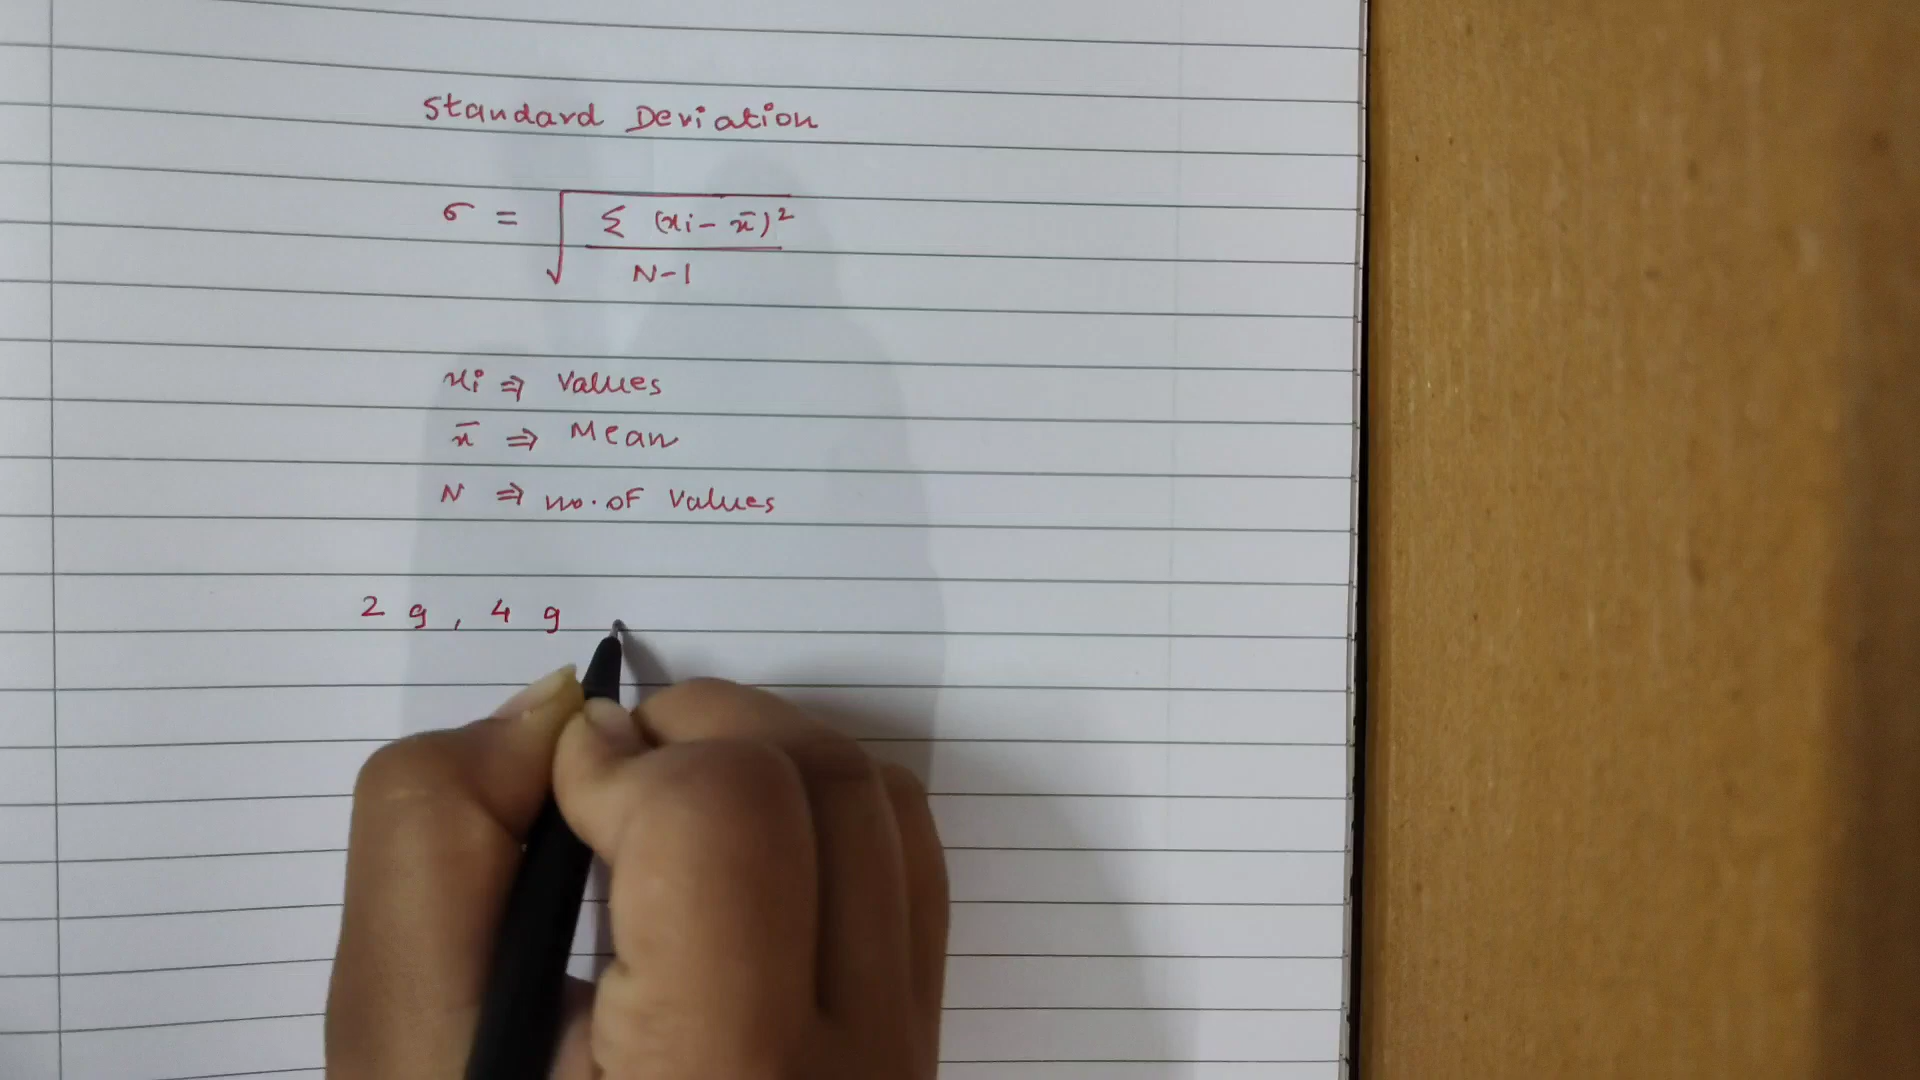 Standard Deviation
σ = √ Σ (xi - x̄)² / N-1
xi ⇒ Values
x̄ ⇒ Mean
N ⇒ no. of Values
2 g , 4 g